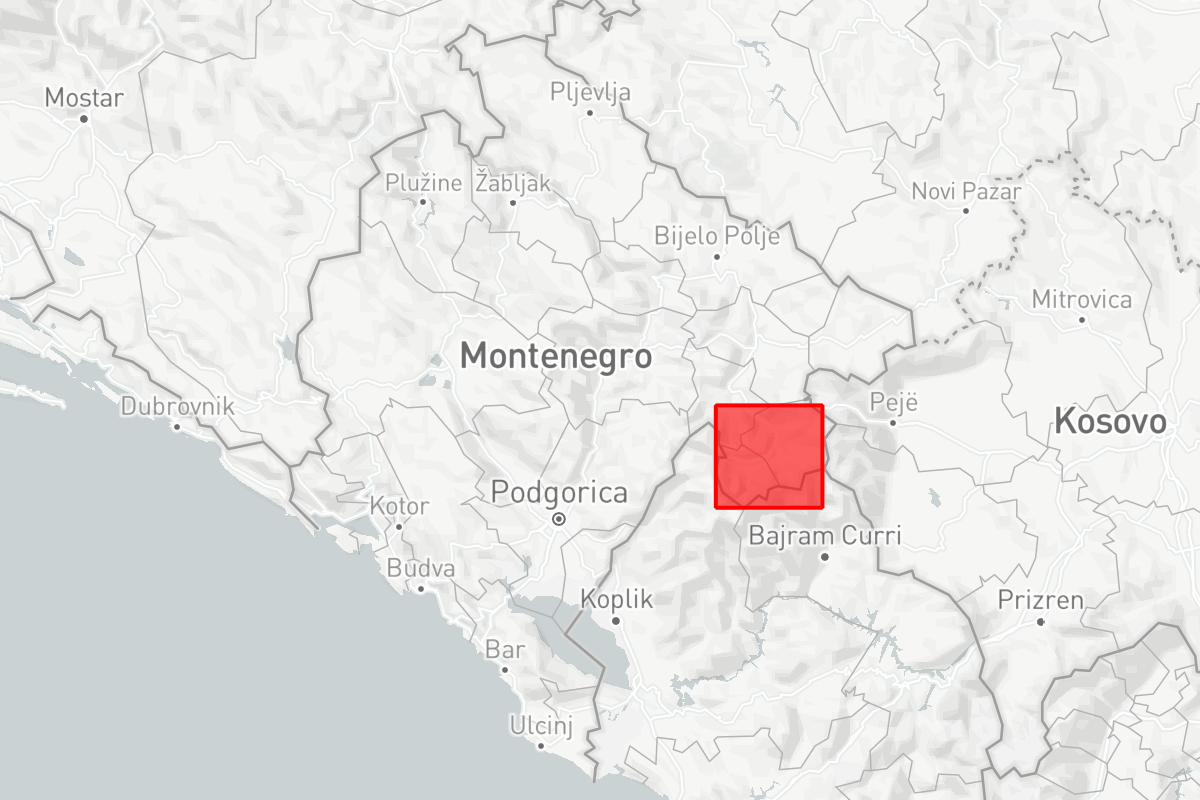 Mostar
Pljevlja
Plužine
Žabljak
Novi Pazar
Bijelo Polje
Mitrovica
Montenegro
Dubrovnik
Pejë
Kosovo
Podgorica
Kotor
Bajram Curri
Budva
Koplik
Prizren
Bar
Ulcinj